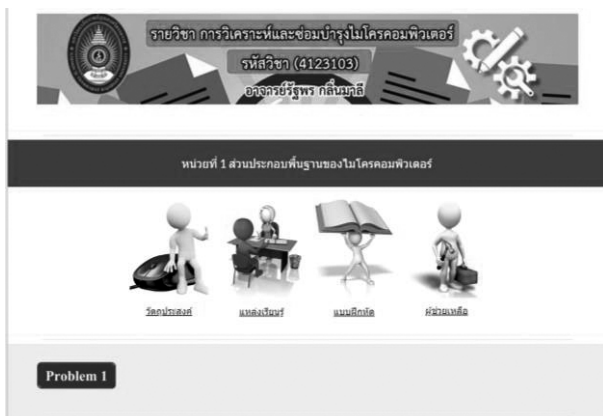 รายวิชา การวิเคราะห์และซ่อมบำรุงไมโครคอมพิวเตอร์
รหัสวิชา (4123103)
อาจารย์รัฐพร กลิ่นมาลี
หน่วยที่ 1 ส่วนประกอบพื้นฐานของไมโครคอมพิวเตอร์
วัตถุประสงค์ แหล่งเรียนรู้ แบบฝึกหัด ผู้ช่วยเหลือ
Problem 1